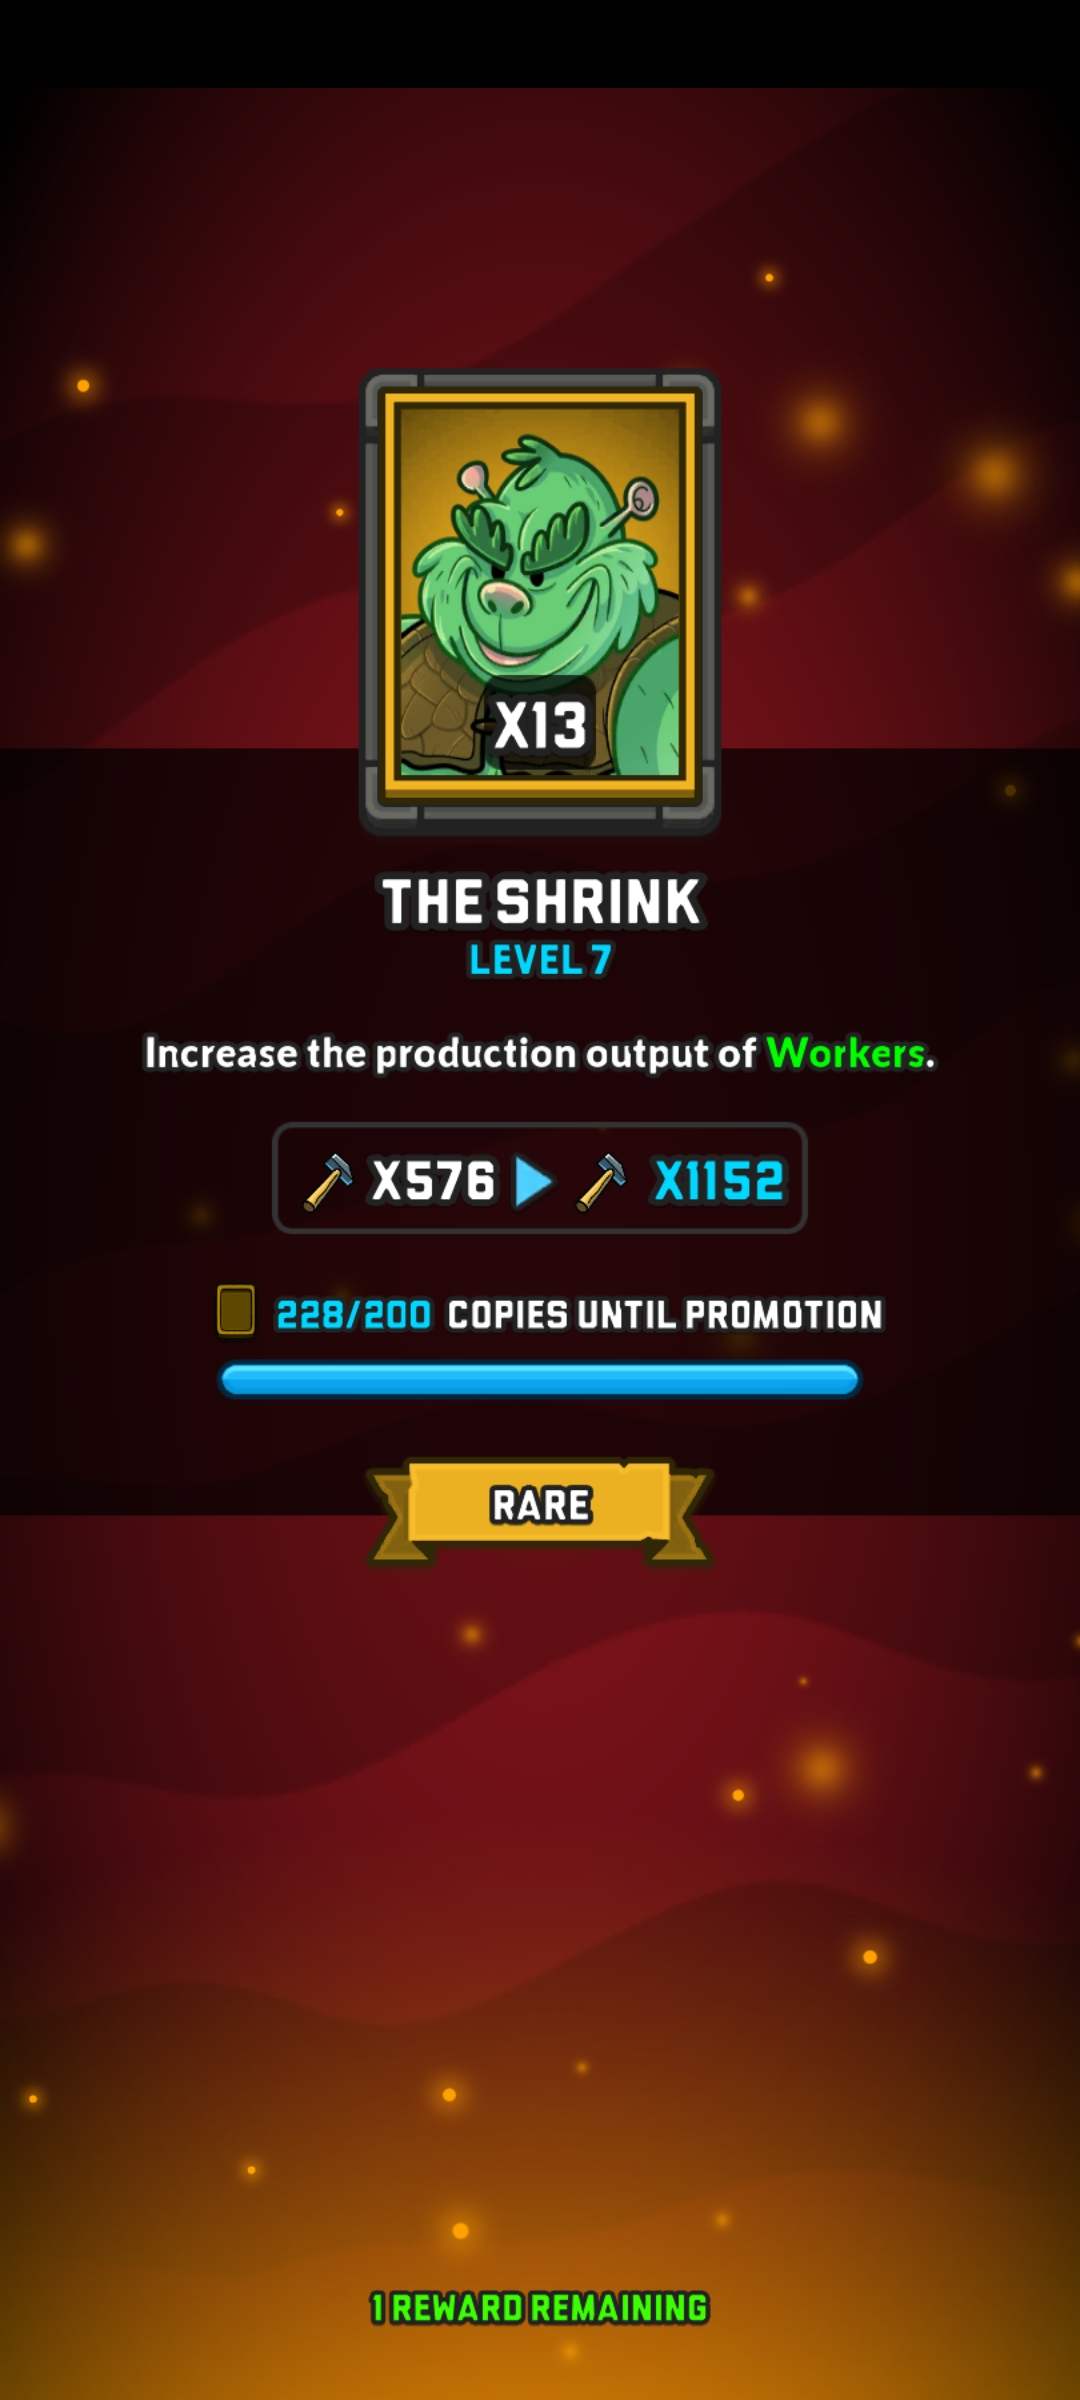 X13
THE SHRINK
LEVEL 7
Increase the production output of Workers.
X576 X1152
228/200 COPIES UNTIL PROMOTION
RARE
1 REWARD REMAINING